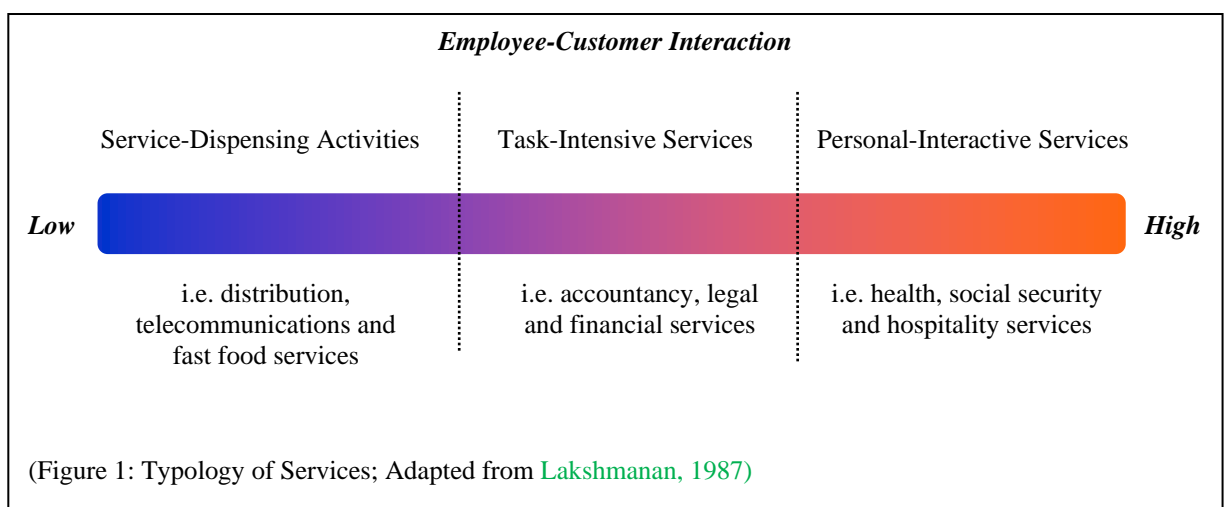 Employee-Customer Interaction
Service-Dispensing Activities
Task-Intensive Services
Personal-Interactive Services
Low
High
i.e. distribution,
telecommunications and
fast food services
i.e. accountancy, legal
and financial services
i.e. health, social security
and hospitality services
(Figure 1: Typology of Services; Adapted from Lakshmanan, 1987)